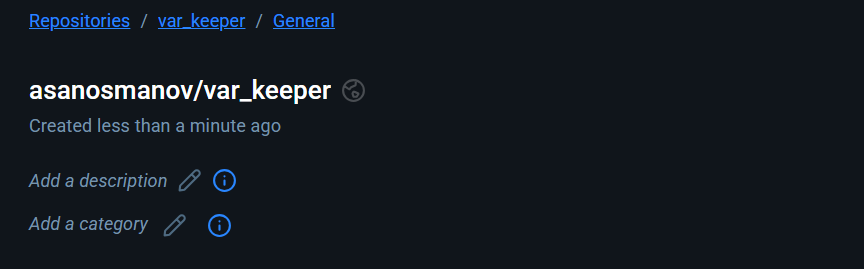 Repositories / var_keeper / General
asanosmanov/var_keeper
Created less than a minute ago
Add a description
Add a category